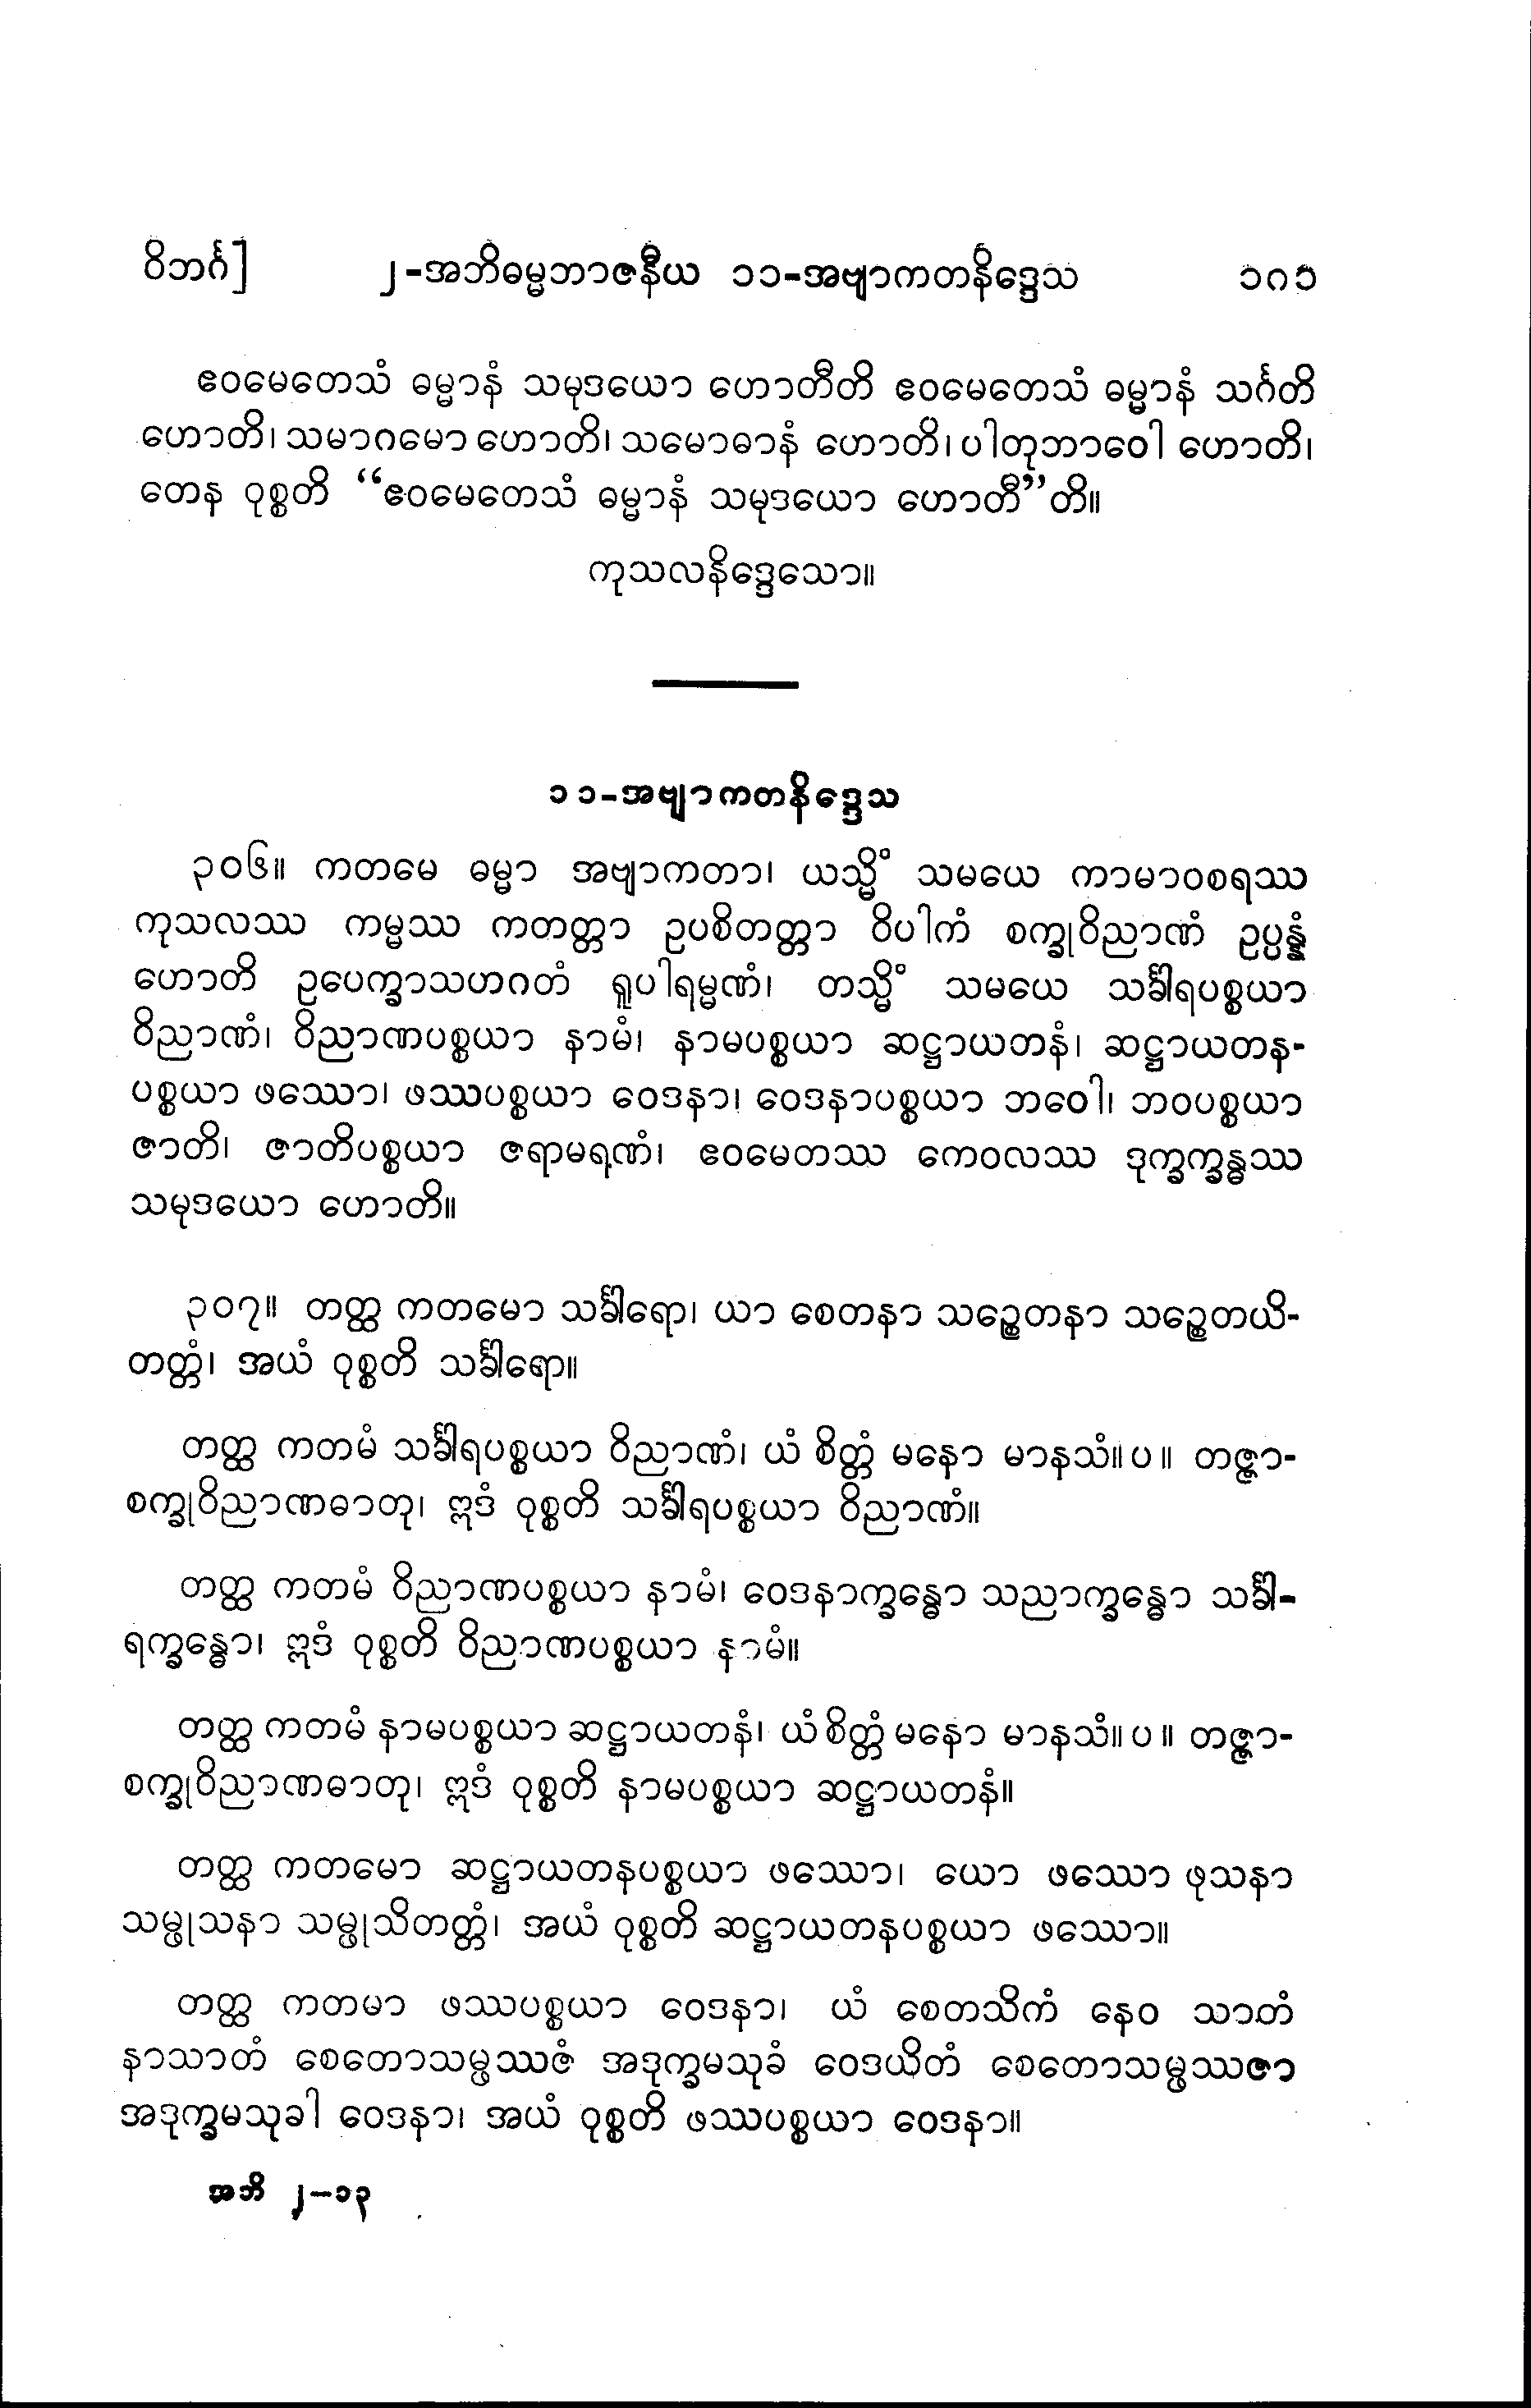 ဝိဘင်္ဂ] ၂-အဘိဓမ္မဘာဇနီယ ၁၁-အဗျာကတနိဒ္ဒေသ ၁၈၁
ဧဝမေတေသံ ဓမ္မာနံ သမုဒယော ဟောတီတိ ဧဝမေတေသံ ဓမ္မာနံ သင်္ဂတိ
ဟောတိ၊ သမာဂမော ဟောတိ၊ သမောဓာနံ ဟောတိ၊ ပါတုဘာဝေါ ဟောတိ၊
တေန ဝုစ္စတိ “ဧဝမေတေသံ ဓမ္မာနံ သမုဒယော ဟောတီ”တိ။
ကုသလနိဒ္ဒေသော။
၁၁-အဗျာကတနိဒ္ဒေသ
၃၀၆။ ကတမေ ဓမ္မာ အဗျာကတာ၊ ယသ္မိံ သမယေ ကာမာဝစရဿ
ကုသလဿ ကမ္မဿ ကတတ္တာ ဥပစိတတ္တာ ဝိပါကံ စက္ခုဝိညာဏံ ဥပ္ပန္နံ
ဟောတိ ဥပေက္ခာသဟဂတံ ရူပါရမ္မဏံ၊ တသ္မိံ သမယေ သင်္ခါရပစ္စယာ
ဝိညာဏံ၊ ဝိညာဏပစ္စယာ နာမံ၊ နာမပစ္စယာ ဆဋ္ဌာယတနံ၊ ဆဋ္ဌာယတန-
ပစ္စယာ ဖဿော၊ ဖဿပစ္စယာ ဝေဒနာ၊ ဝေဒနာပစ္စယာ ဘဝေါ၊ ဘဝပစ္စယာ
ဇာတိ၊ ဇာတိပစ္စယာ ဇရာမရဏံ၊ ဧဝမေတဿ ကေဝလဿ ဒုက္ခက္ခန္ဓဿ
သမုဒယော ဟောတိ။
၃၀၇။ တတ္ထ ကတမော သင်္ခါရော၊ ယာ စေတနာ သဉ္စေတနာ သဉ္စေတယိ-
တတ္တံ၊ အယံ ဝုစ္စတိ သင်္ခါရော။
တတ္ထ ကတမံ သင်္ခါရပစ္စယာ ဝိညာဏံ၊ ယံ စိတ္တံ မနော မာနသံ။ပ။ တဇ္ဇာ-
စက္ခုဝိညာဏဓာတု၊ ဣဒံ ဝုစ္စတိ သင်္ခါရပစ္စယာ ဝိညာဏံ။
တတ္ထ ကတမံ ဝိညာဏပစ္စယာ နာမံ၊ ဝေဒနာက္ခန္ဓော သညာက္ခန္ဓော သင်္ခါ-
ရက္ခန္ဓော၊ ဣဒံ ဝုစ္စတိ ဝိညာဏပစ္စယာ နာမံ။
တတ္ထ ကတမံ နာမပစ္စယာ ဆဋ္ဌာယတနံ၊ ယံ စိတ္တံ မနော မာနသံ။ပ။ တဇ္ဇာ-
စက္ခုဝိညာဏဓာတု၊ ဣဒံ ဝုစ္စတိ နာမပစ္စယာ ဆဋ္ဌာယတနံ။
တတ္ထ ကတမော ဆဋ္ဌာယတနပစ္စယာ ဖဿော၊ ယော ဖဿော ဖုသနာ
သမ္ဖုသနာ သမ္ဖုသိတတ္တံ၊ အယံ ဝုစ္စတိ ဆဋ္ဌာယတနပစ္စယာ ဖဿော။
တတ္ထ ကတမာ ဖဿပစ္စယာ ဝေဒနာ၊ ယံ စေတသိကံ နေဝ သာတံ
နာသာတံ စေတောသမ္ဖဿဇံ အဒုက္ခမသုခံ ဝေဒယိတံ စေတောသမ္ဖဿဇာ
အဒုက္ခမသုခါ ဝေဒနာ၊ အယံ ဝုစ္စတိ ဖဿပစ္စယာ ဝေဒနာ။
အဘိ ၂—၁၃